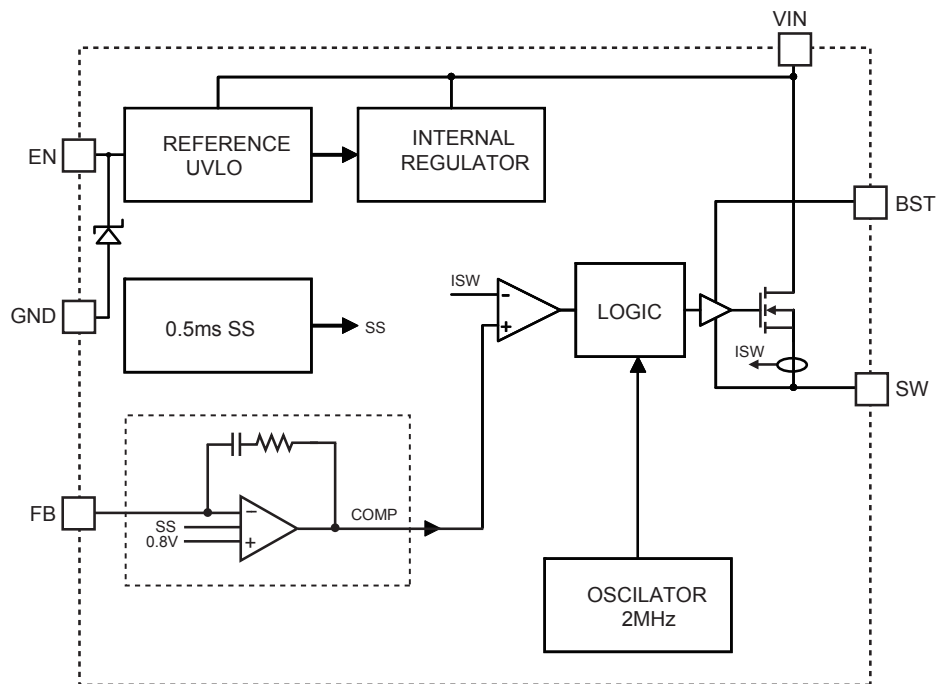 VIN
EN
REFERENCE
UVLO
INTERNAL
REGULATOR
BST
GND
0.5ms SS
SS
ISW
−
+
LOGIC
ISW
SW
FB
−
SS
0.8V
+
COMP
OSCILATOR
2MHz